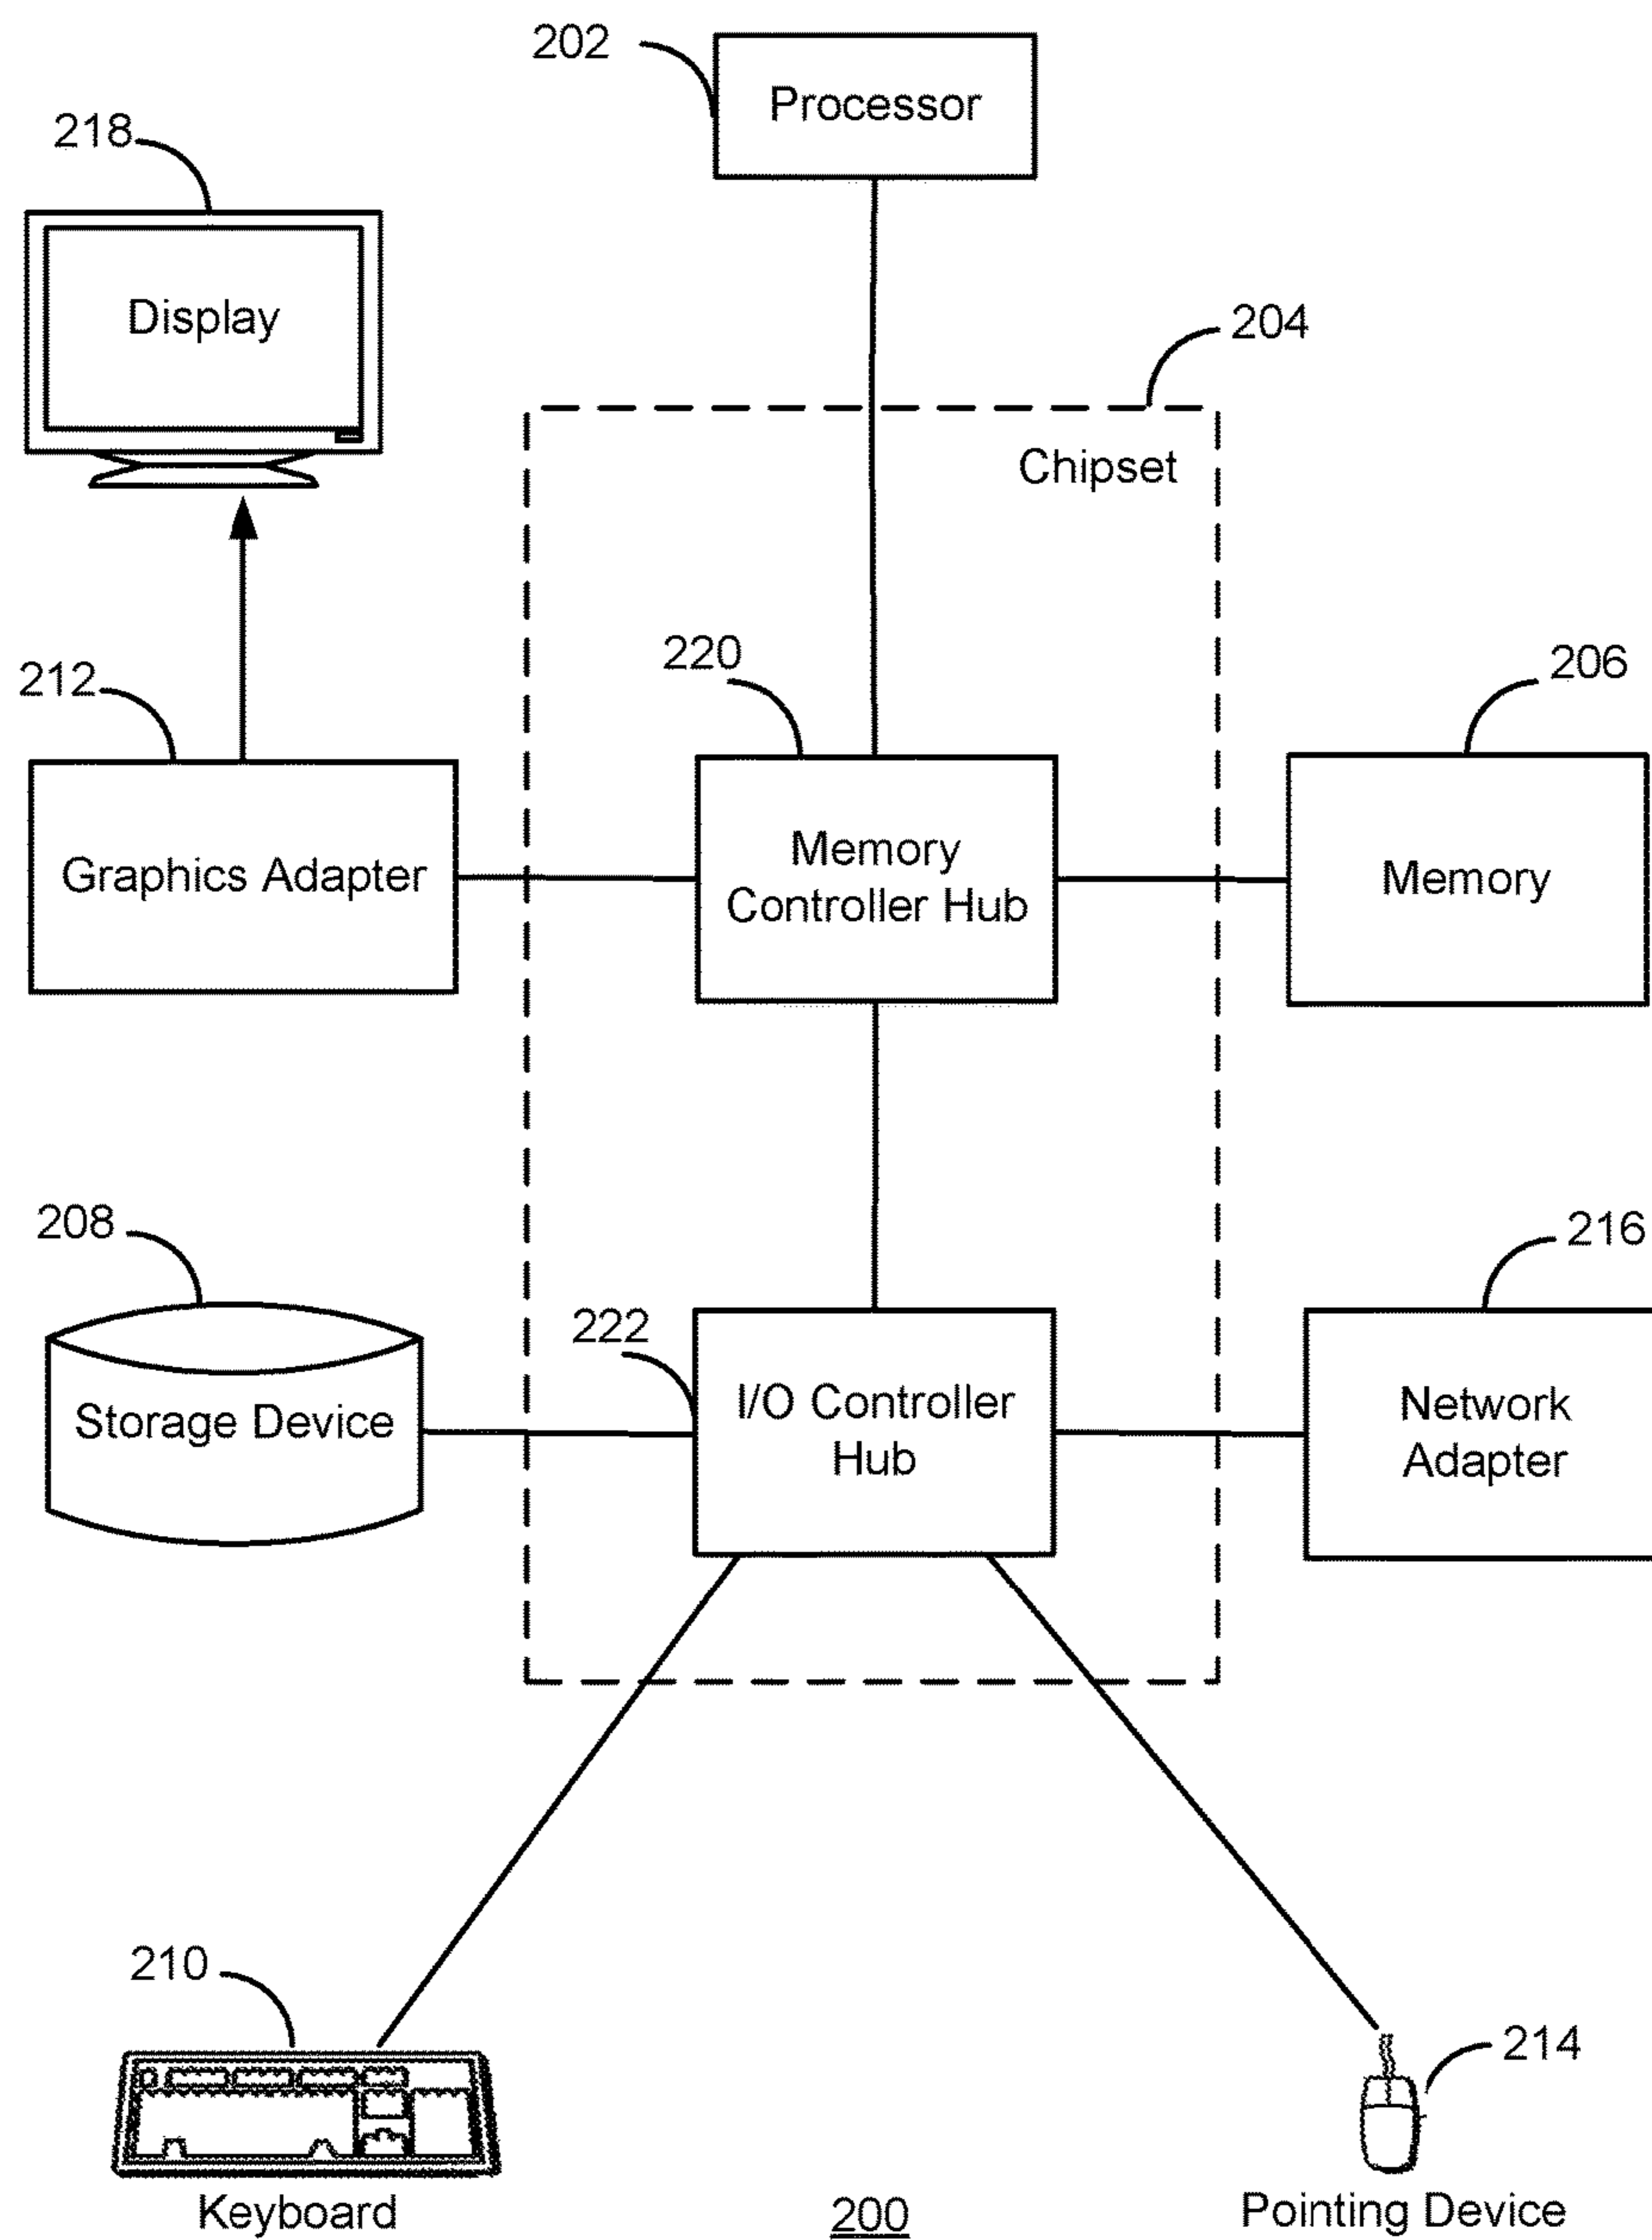 202
Processor
218
Display
204
Chipset
212
220
206
Graphics Adapter
Memory
Controller Hub
Memory
208
216
222
Storage Device
I/O Controller
Hub
Network
Adapter
210
214
Keyboard
200
Pointing Device